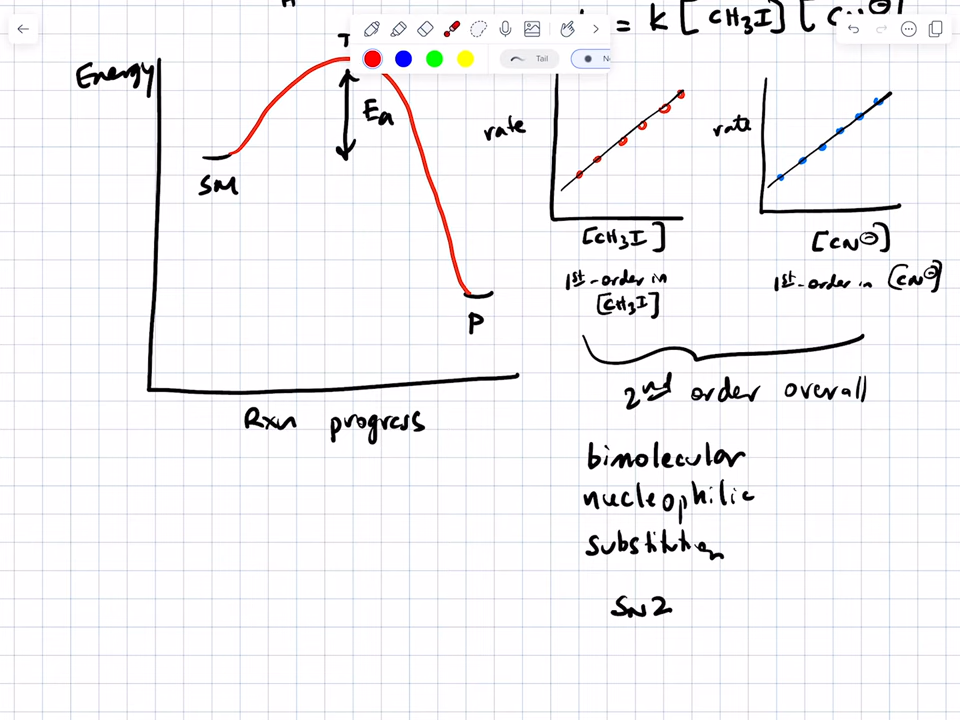 H
= k [CH3I] [C
Tail
Energy
Ea
SM
P
Rxn progress
rate
[CH3I]
1st-order in
[CH3I]
rate
[CN⊖]
1st-order in [CN⊖]
2nd order overall
bimolecular
nucleophilic
substitution
SN2